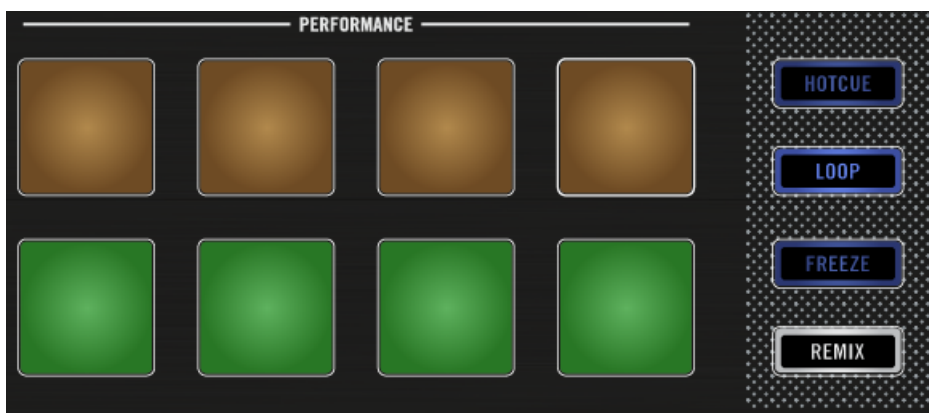 PERFORMANCE
HOTCUE
LOOP
FREEZE
REMIX